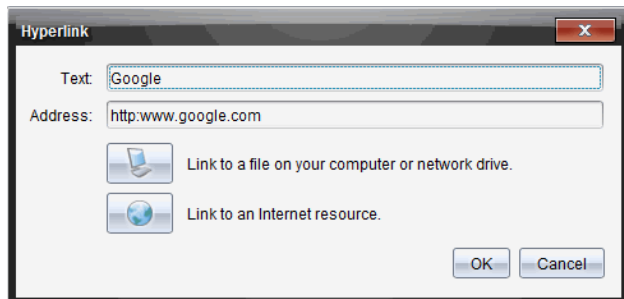 Hyperlink
Text: Google
Address: http:www.google.com
Link to a file on your computer or network drive.
Link to an Internet resource.
OK Cancel